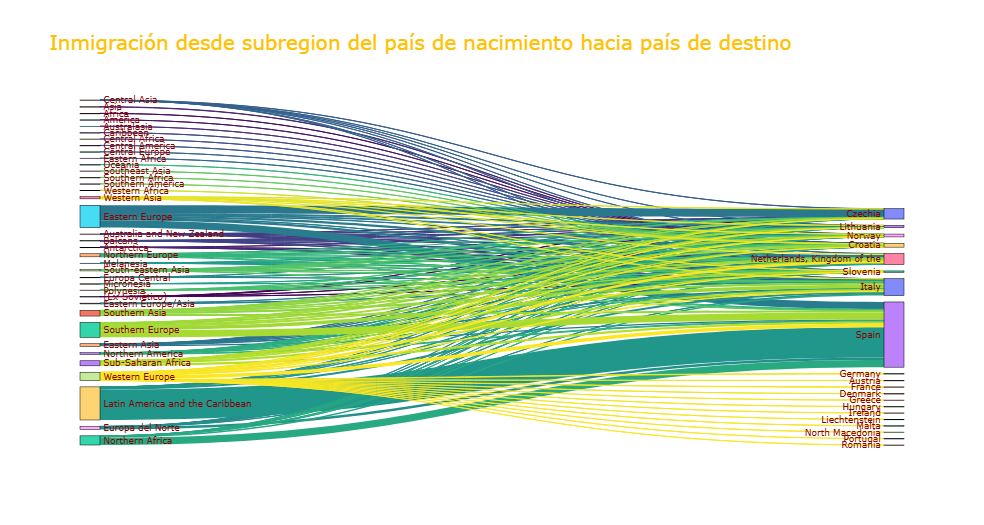 Inmigración desde subregion del país de nacimiento hacia país de destino
Central Asia
Asia
Africa
America
Australasia
Caribbean
Central Africa
Central America
Central Europe
Eastern Africa
Oceania
Southeast Asia
Southern Africa
Southern America
Western Africa
Western Asia
Eastern Europe
Australia and New Zealand
Balcans
Antarctica
Northern Europe
Melanesia
South-eastern Asia
Europa Central
Micronesia
Polynesia
(Ex-Sovietico)
Eastern Europe/Asia
Southern Asia
Southern Europe
Eastern Asia
Northern America
Sub-Saharan Africa
Western Europe
Latin America and the Caribbean
Europa del Norte
Northern Africa
Czechia
Lithuania
Norway
Croatia
Netherlands, Kingdom of the
Slovenia
Italy
Spain
Germany
Austria
France
Denmark
Greece
Hungary
Ireland
Liechtenstein
Malta
North Macedonia
Portugal
Romania